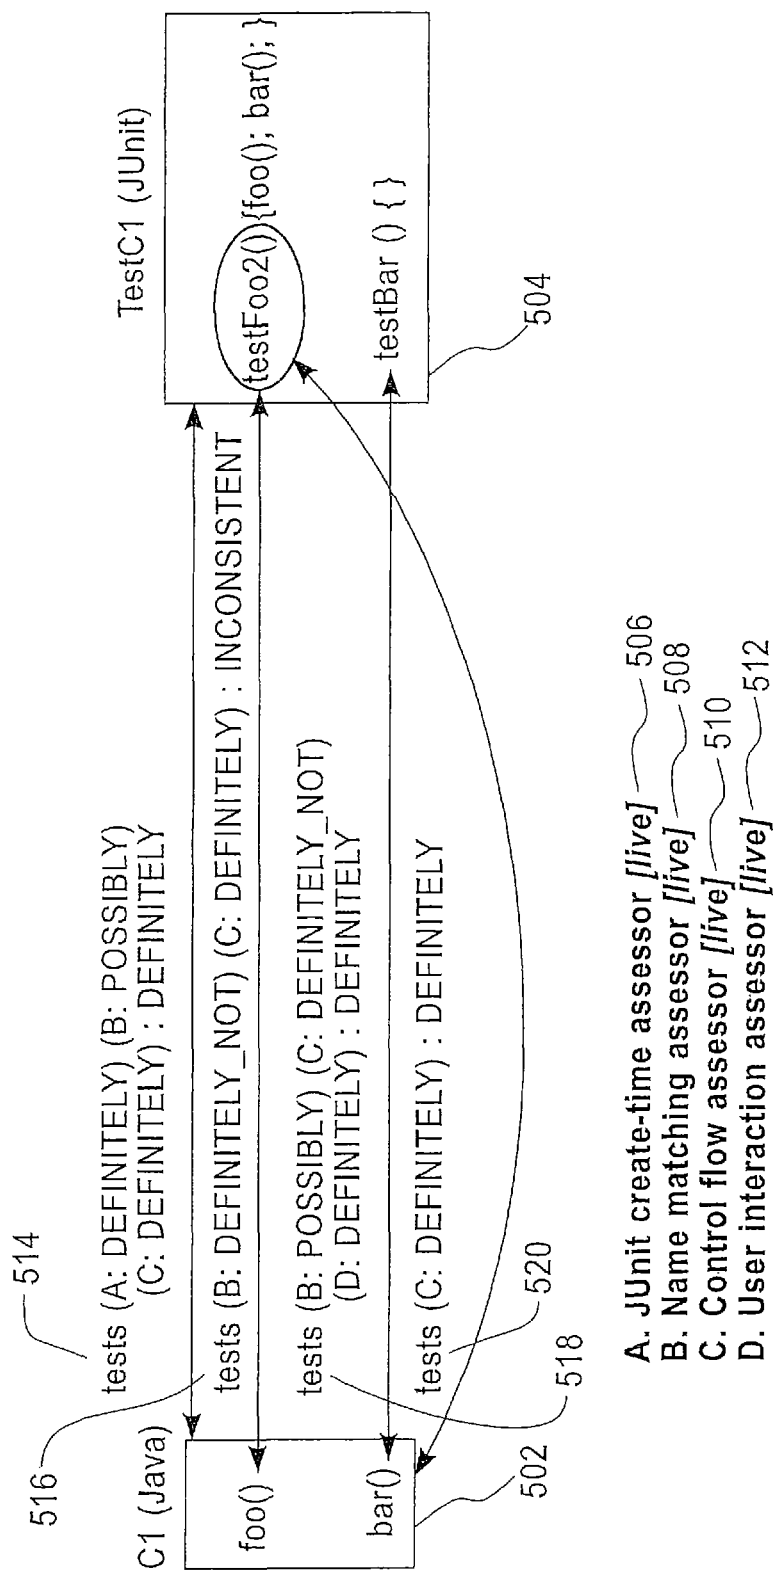 C1 (Java)
foo()
bar()
502
TestC1 (JUnit)
testFoo2() {foo(); bar(); }
testBar () { }
504
514
tests (A: DEFINITELY) (B: POSSIBLY)
(C: DEFINITELY) : DEFINITELY
516
tests (B: DEFINITELY_NOT) (C: DEFINITELY) : INCONSISTENT
tests (B: POSSIBLY) (C: DEFINITELY_NOT)
(D: DEFINITELY) : DEFINITELY
518
tests (C: DEFINITELY) : DEFINITELY
520
A. JUnit create-time assessor [live] 506
B. Name matching assessor [live] 508
C. Control flow assessor [live] 510
D. User interaction assessor [live] 512